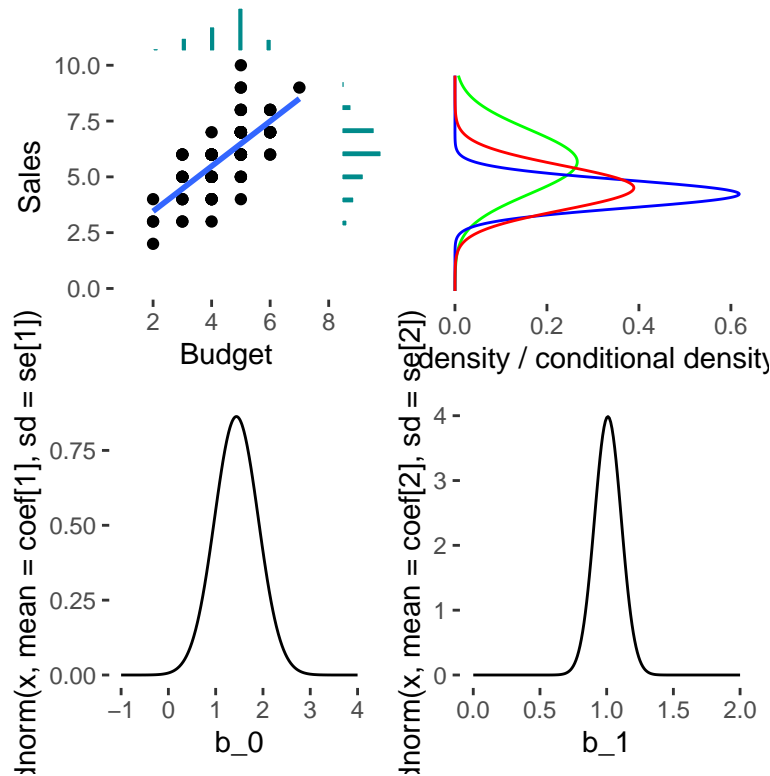 10.0
7.5
5.0
2.5
0.0
Sales
2 4 6 8
Budget
0.0 0.2 0.4 0.6
density / conditional density
dnorm(x, mean = coef[1], sd = se[1])
0.75
0.50
0.25
0.00
−1 0 1 2 3 4
b_0
dnorm(x, mean = coef[2], sd = se[2])
4
3
2
1
0
0.0 0.5 1.0 1.5 2.0
b_1